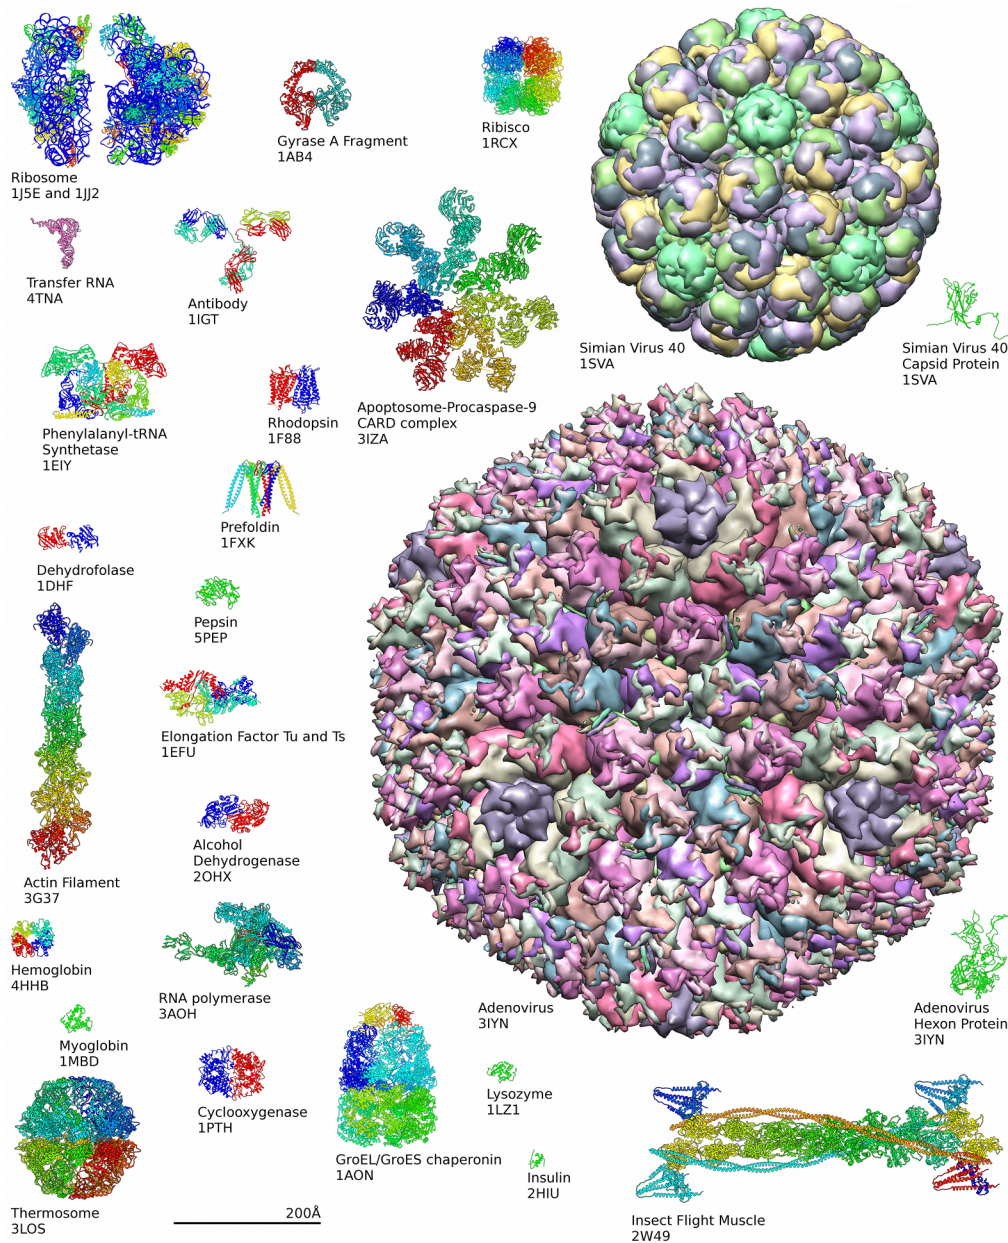 Ribosome
1J5E and 1JJ2
Gyrase A Fragment
1AB4
Ribisco
1RCX
Transfer RNA
4TNA
Antibody
1IGT
Simian Virus 40
1SVA
Simian Virus 40
Capsid Protein
1SVA
Phenylalanyl-tRNA
Synthetase
1EIY
Rhodopsin
1F88
Apoptosome-Procaspase-9
CARD complex
3IZA
Prefoldin
1FXK
Dehydrofolase
1DHF
Pepsin
5PEP
Elongation Factor Tu and Ts
1EFU
Alcohol
Dehydrogenase
2OHX
Actin Filament
3G37
Hemoglobin
4HHB
RNA polymerase
3AOH
Adenovirus
3IYN
Adenovirus
Hexon Protein
3IYN
Myoglobin
1MBD
Cyclooxygenase
1PTH
Lysozyme
1LZ1
GroEL/GroES chaperonin
1AON
Insulin
2HIU
Thermosome
3LOS
200Å
Insect Flight Muscle
2W49